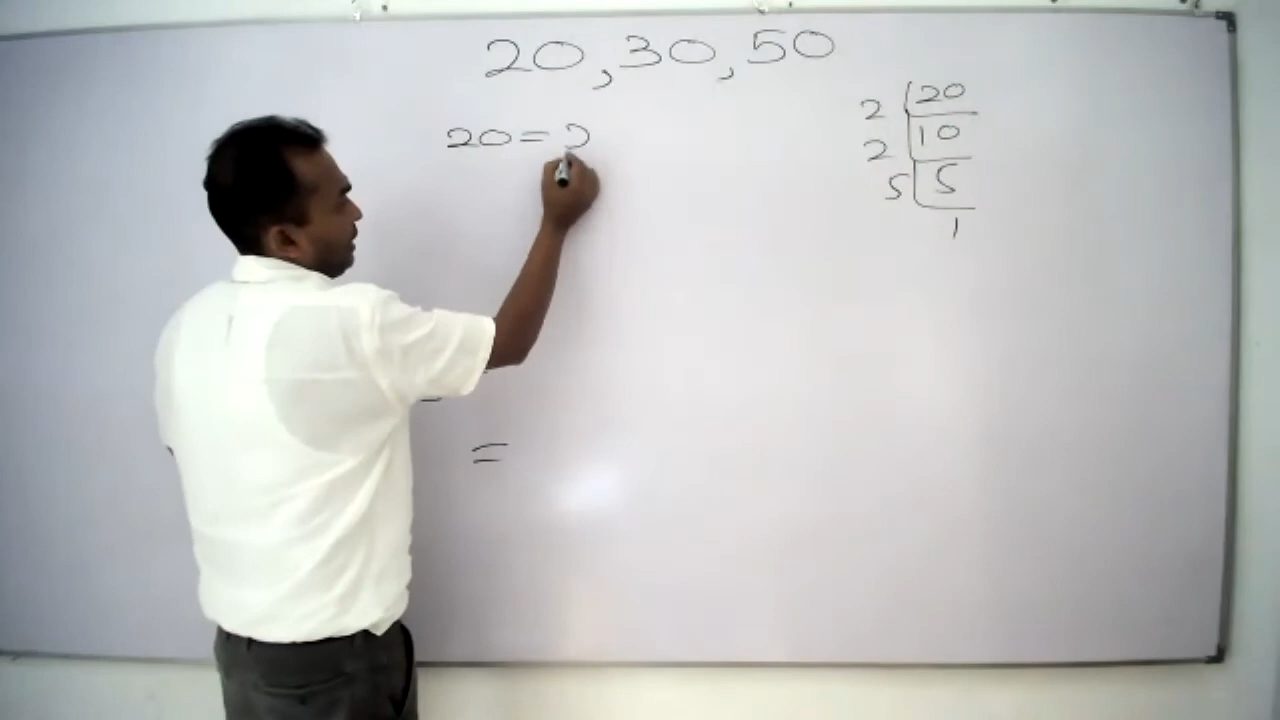 20, 30, 50
20 = 2
2 | 20
2 | 10
5 | 5
1
=